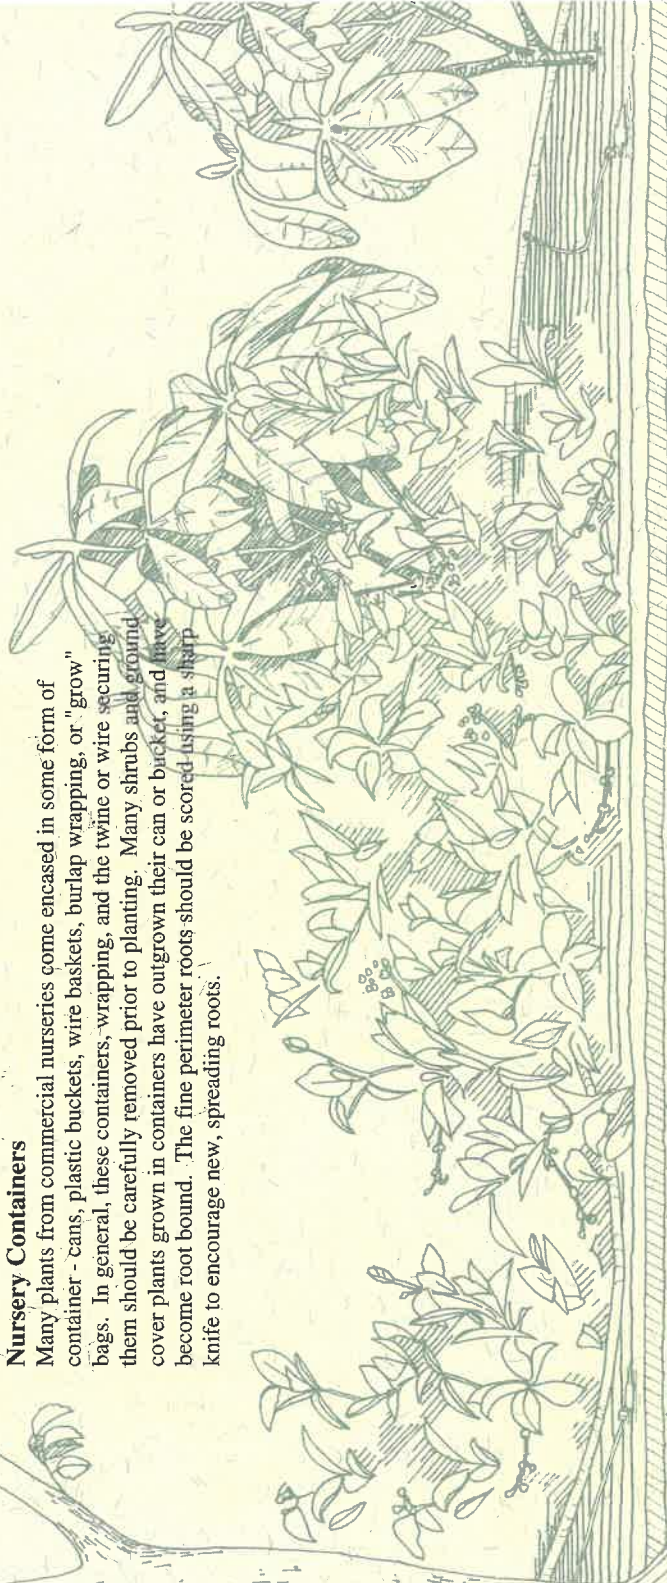 Nursery Containers
Many plants from commercial nurseries come encased in some form of
container - cans, plastic buckets, wire baskets, burlap wrapping, or "grow"
bags.  In general, these containers, wrapping, and the twine or wire securing
them should be carefully removed prior to planting.  Many shrubs and ground
cover plants grown in containers have outgrown their can or bucket, and have
become root bound.  The fine perimeter roots should be scored using a sharp
knife to encourage new, spreading roots.